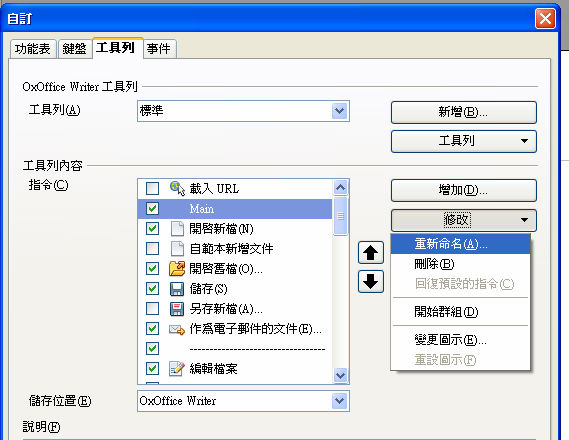 自訂
功能表 鍵盤 工具列 事件
OxOffice Writer 工具列
工具列(A) 標準 新增(B)...
工具列
工具列內容
指令(C) 載入 URL 增加(D)...
Main 修改
開啓新檔(N)
自範本新增文件
開啓舊檔(O)...
儲存(S)
另存新檔(A)...
作爲電子郵件的文件(E)...
--------------------------------
編輯檔案
重新命名(A)...
刪除(B)
回復預設的指令(C)
開始群組(D)
變更圖示(E)...
重設圖示(F)
儲存位置(E) OxOffice Writer
說明(F)